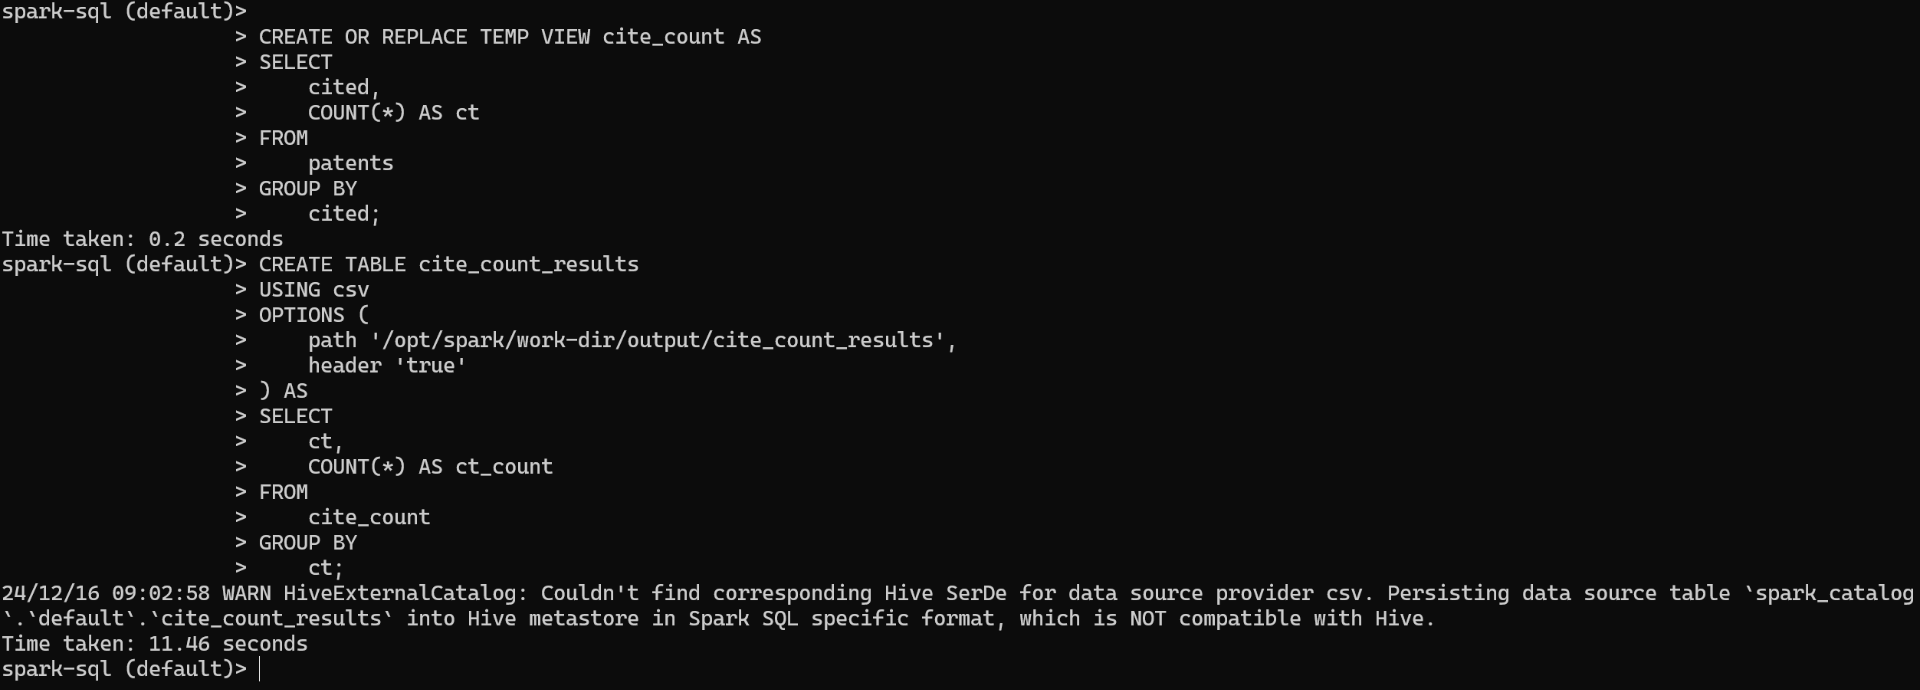 spark-sql (default)>
                   > CREATE OR REPLACE TEMP VIEW cite_count AS
                   > SELECT
                   >     cited,
                   >     COUNT(*) AS ct
                   > FROM
                   >     patents
                   > GROUP BY
                   >     cited;
Time taken: 0.2 seconds
spark-sql (default)> CREATE TABLE cite_count_results
                   > USING csv
                   > OPTIONS (
                   >     path '/opt/spark/work-dir/output/cite_count_results',
                   >     header 'true'
                   > ) AS
                   > SELECT
                   >     ct,
                   >     COUNT(*) AS ct_count
                   > FROM
                   >     cite_count
                   > GROUP BY
                   >     ct;
24/12/16 09:02:58 WARN HiveExternalCatalog: Couldn't find corresponding Hive SerDe for data source provider csv. Persisting data source table `spark_catalog
`.`default`.`cite_count_results` into Hive metastore in Spark SQL specific format, which is NOT compatible with Hive.
Time taken: 11.46 seconds
spark-sql (default)>